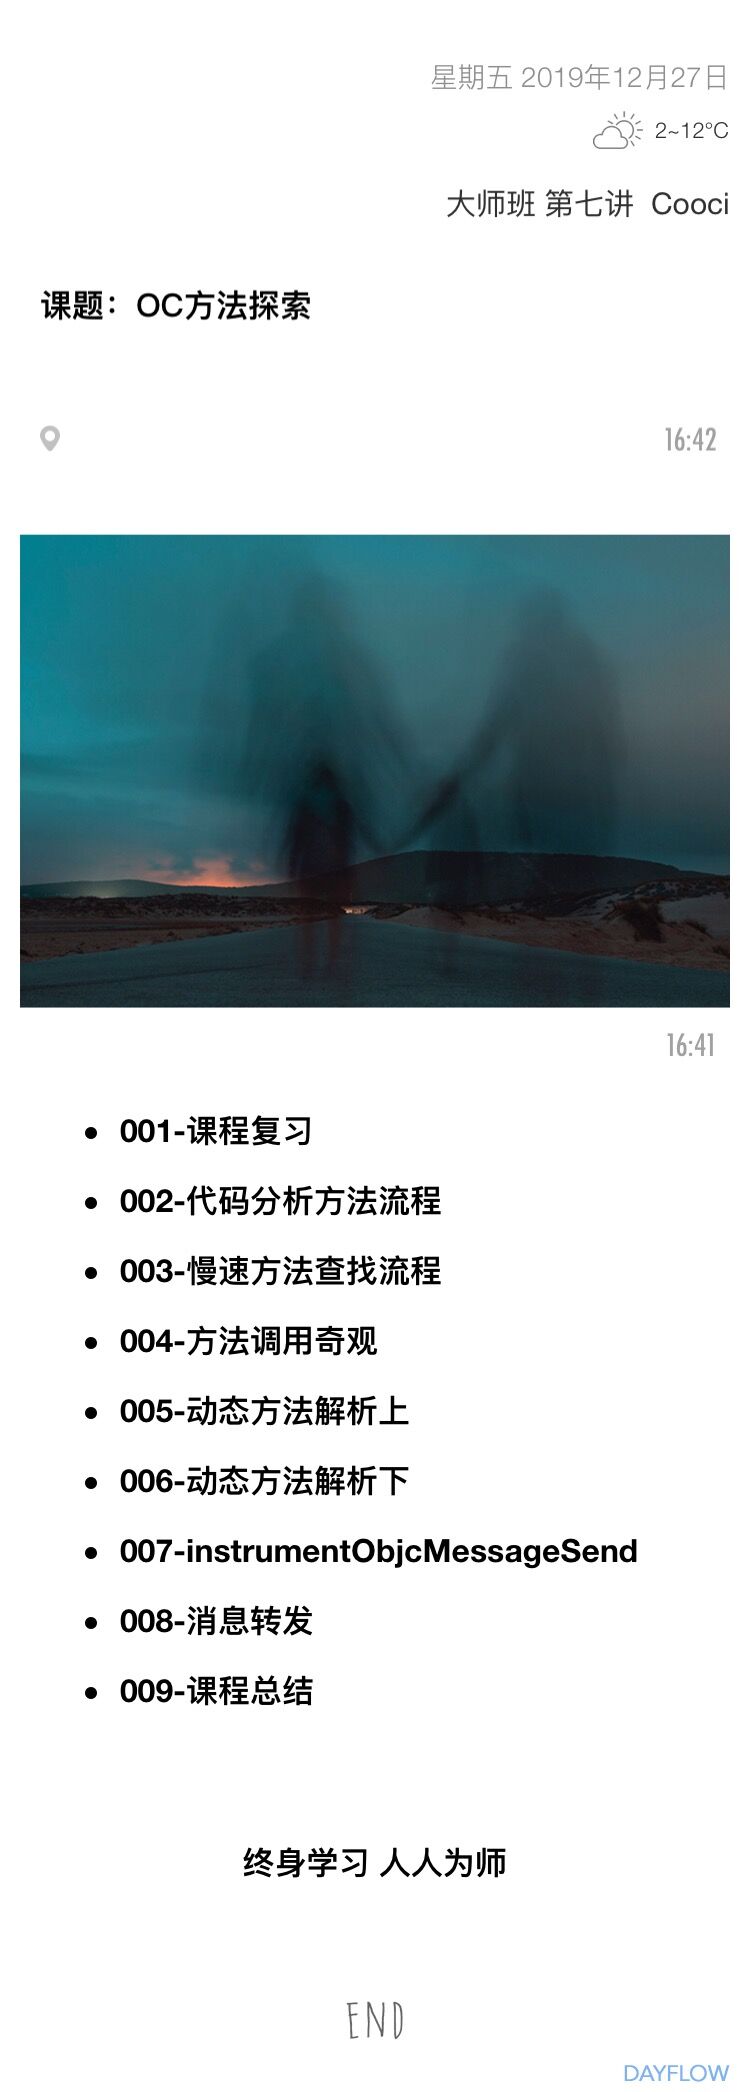 星期五 2019年12月27日
2~12°C
大师班 第七讲 Cooci
课题：OC方法探索
16:42
16:41
• 001-课程复习
• 002-代码分析方法流程
• 003-慢速方法查找流程
• 004-方法调用奇观
• 005-动态方法解析上
• 006-动态方法解析下
• 007-instrumentObjcMessageSend
• 008-消息转发
• 009-课程总结
终身学习 人人为师
END
DAYFLOW